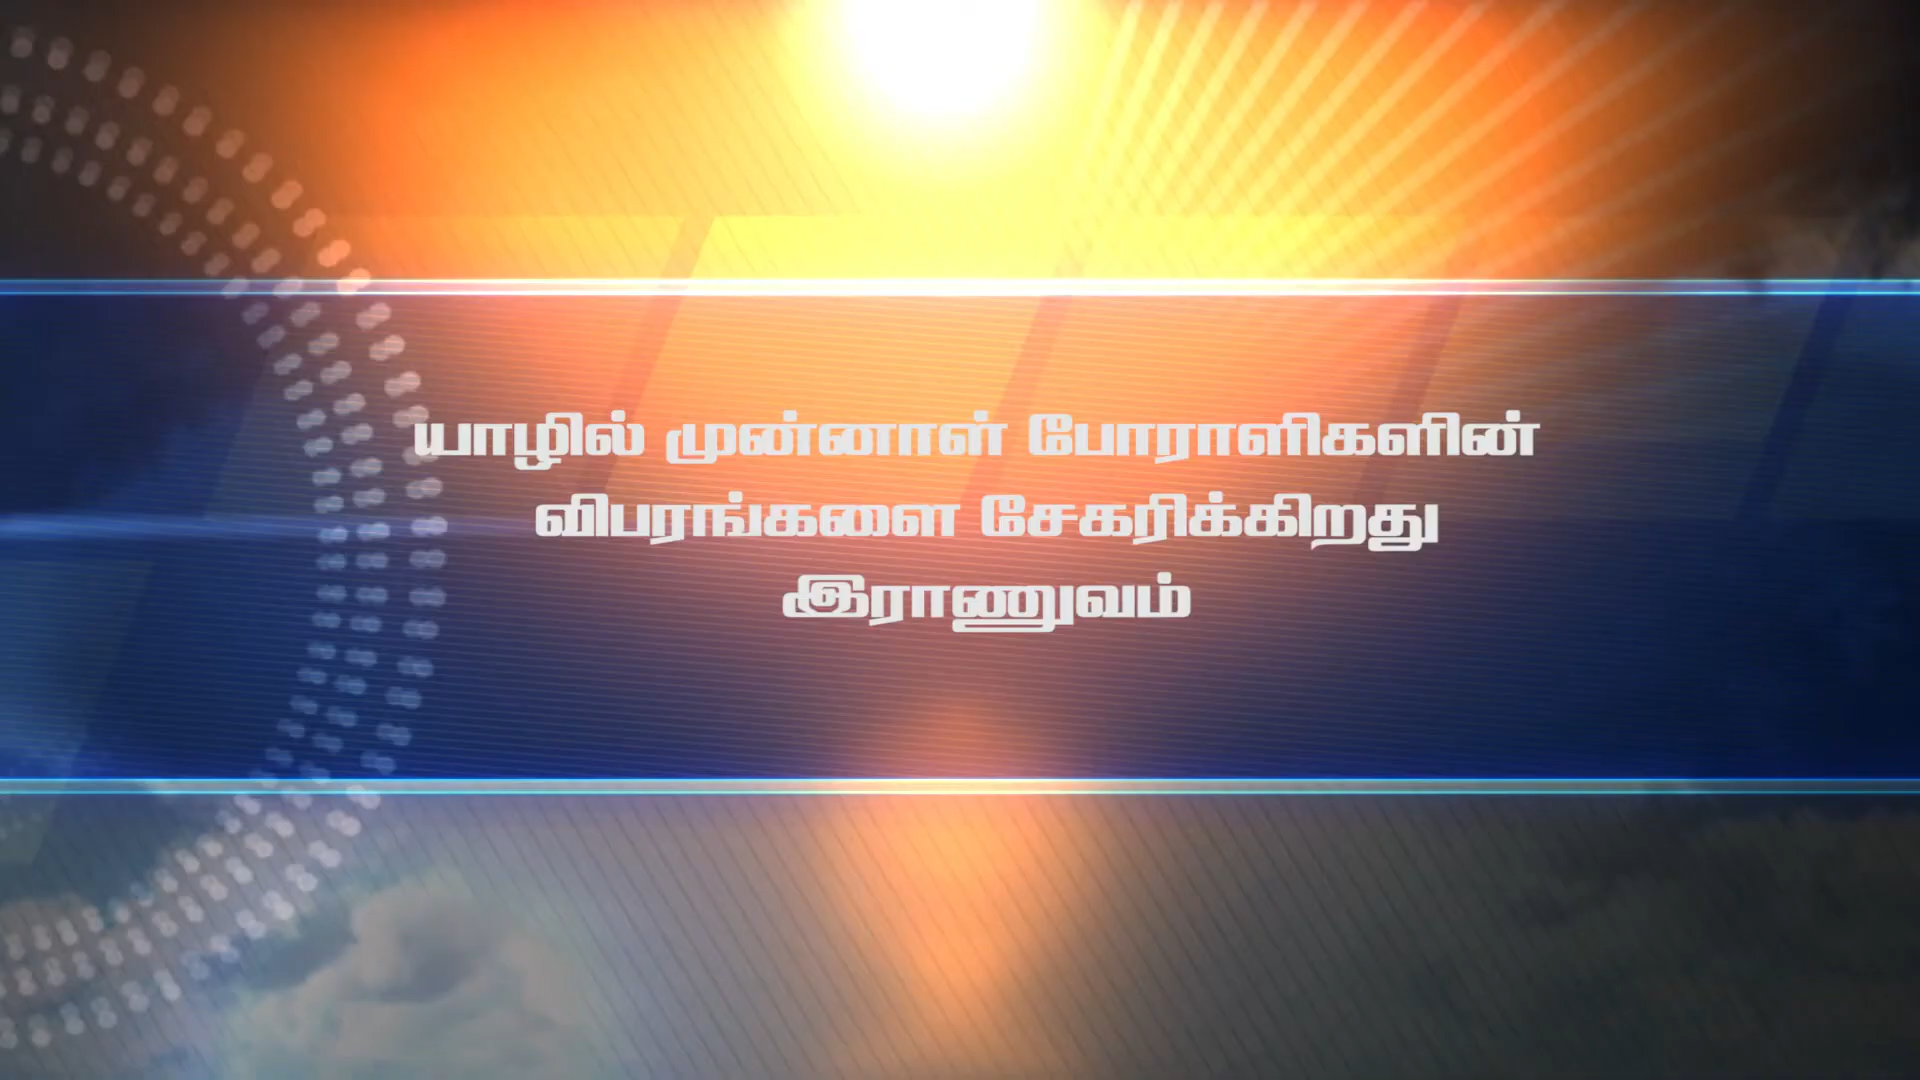 யாழில் முன்னாள் போராளிகளின்
விபரங்களை சேகரிக்கிறது
இராணுவம்